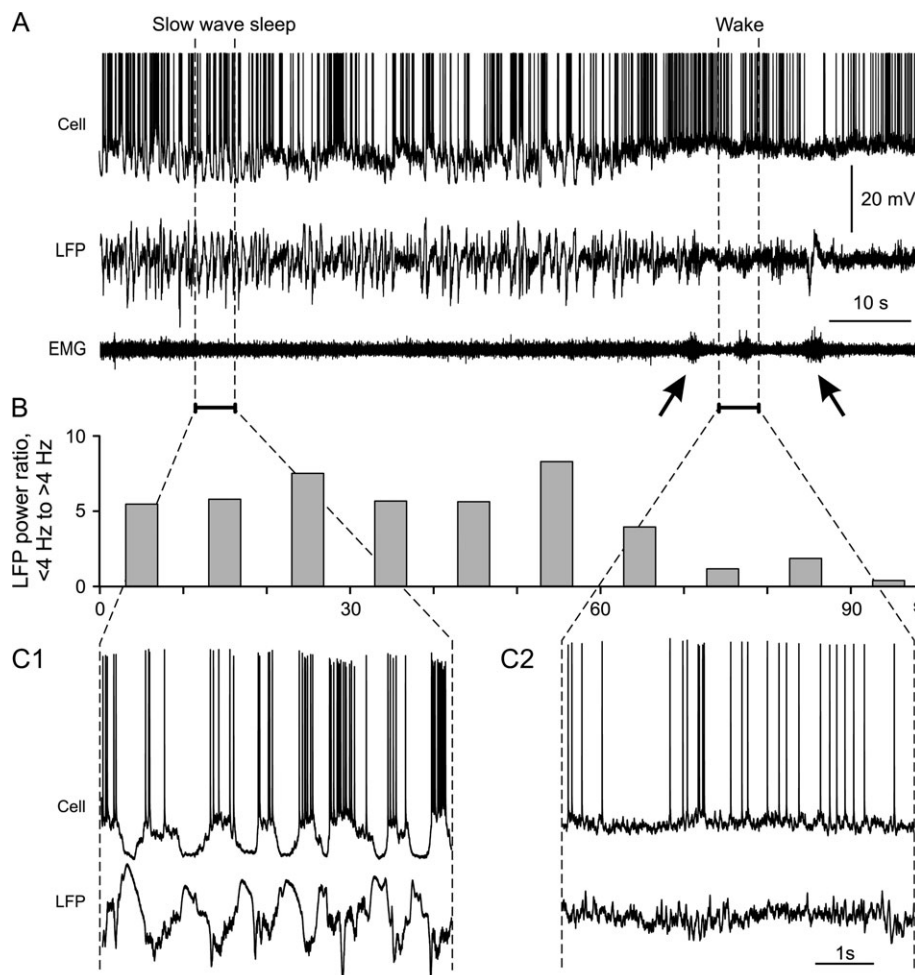 A
Slow wave sleep
Wake
Cell
20 mV
LFP
10 s
EMG
B
LFP power ratio,
<4 Hz to >4 Hz
10
5
0
0
30
60
90
s
C1
C2
Cell
LFP
1s